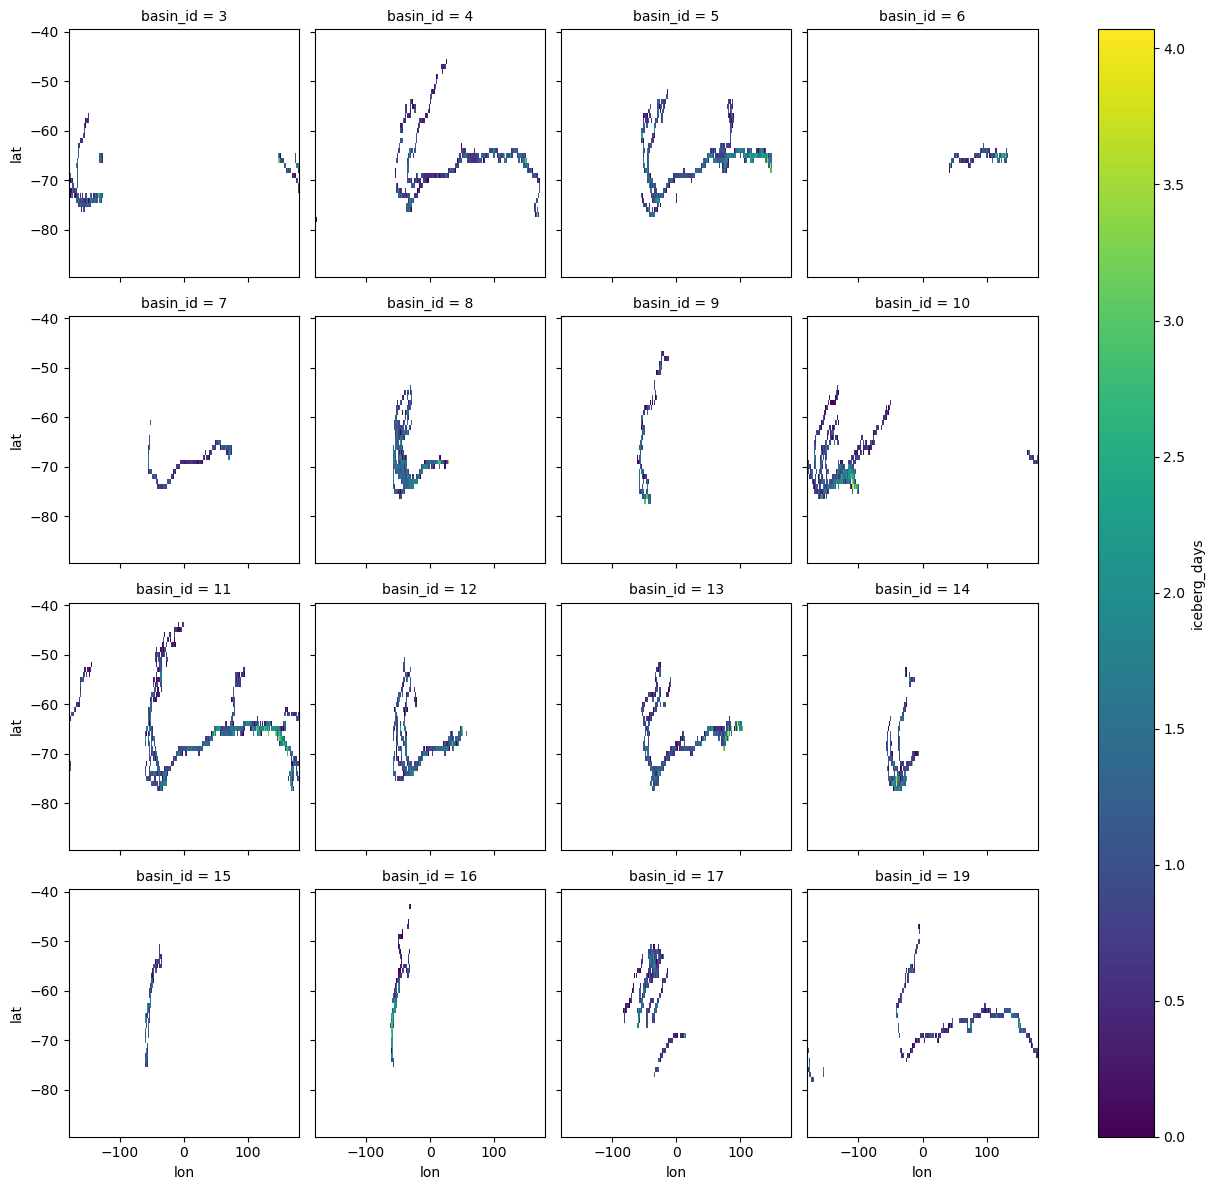 basin_id = 3 basin_id = 4 basin_id = 5 basin_id = 6
−40
−50
−60
−70
−80
lat
4.0
3.5
3.0
2.5
2.0
1.5
1.0
0.5
0.0
iceberg_days
basin_id = 7 basin_id = 8 basin_id = 9 basin_id = 10
−40
−50
−60
−70
−80
lat
basin_id = 11 basin_id = 12 basin_id = 13 basin_id = 14
−40
−50
−60
−70
−80
lat
basin_id = 15 basin_id = 16 basin_id = 17 basin_id = 19
−40
−50
−60
−70
−80
lat
−100 0 100 −100 0 100 −100 0 100 −100 0 100
lon lon lon lon